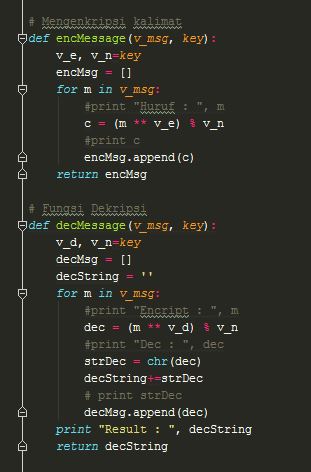 # Mengenkripsi kalimat
def encMessage(v_msg, key):
    v_e, v_n=key
    encMsg = []
    for m in v_msg:
        #print "Huruf : ", m
        c = (m ** v_e) % v_n
        #print c
        encMsg.append(c)
    return encMsg

# Fungsi Dekripsi
def decMessage(v_msg, key):
    v_d, v_n=key
    decMsg = []
    decString = ''
    for m in v_msg:
        #print "Encript : ", m
        dec = (m ** v_d) % v_n
        #print "Dec : ", dec
        strDec = chr(dec)
        decString+=strDec
        # print strDec
        decMsg.append(dec)
    print "Result : ", decString
    return decString